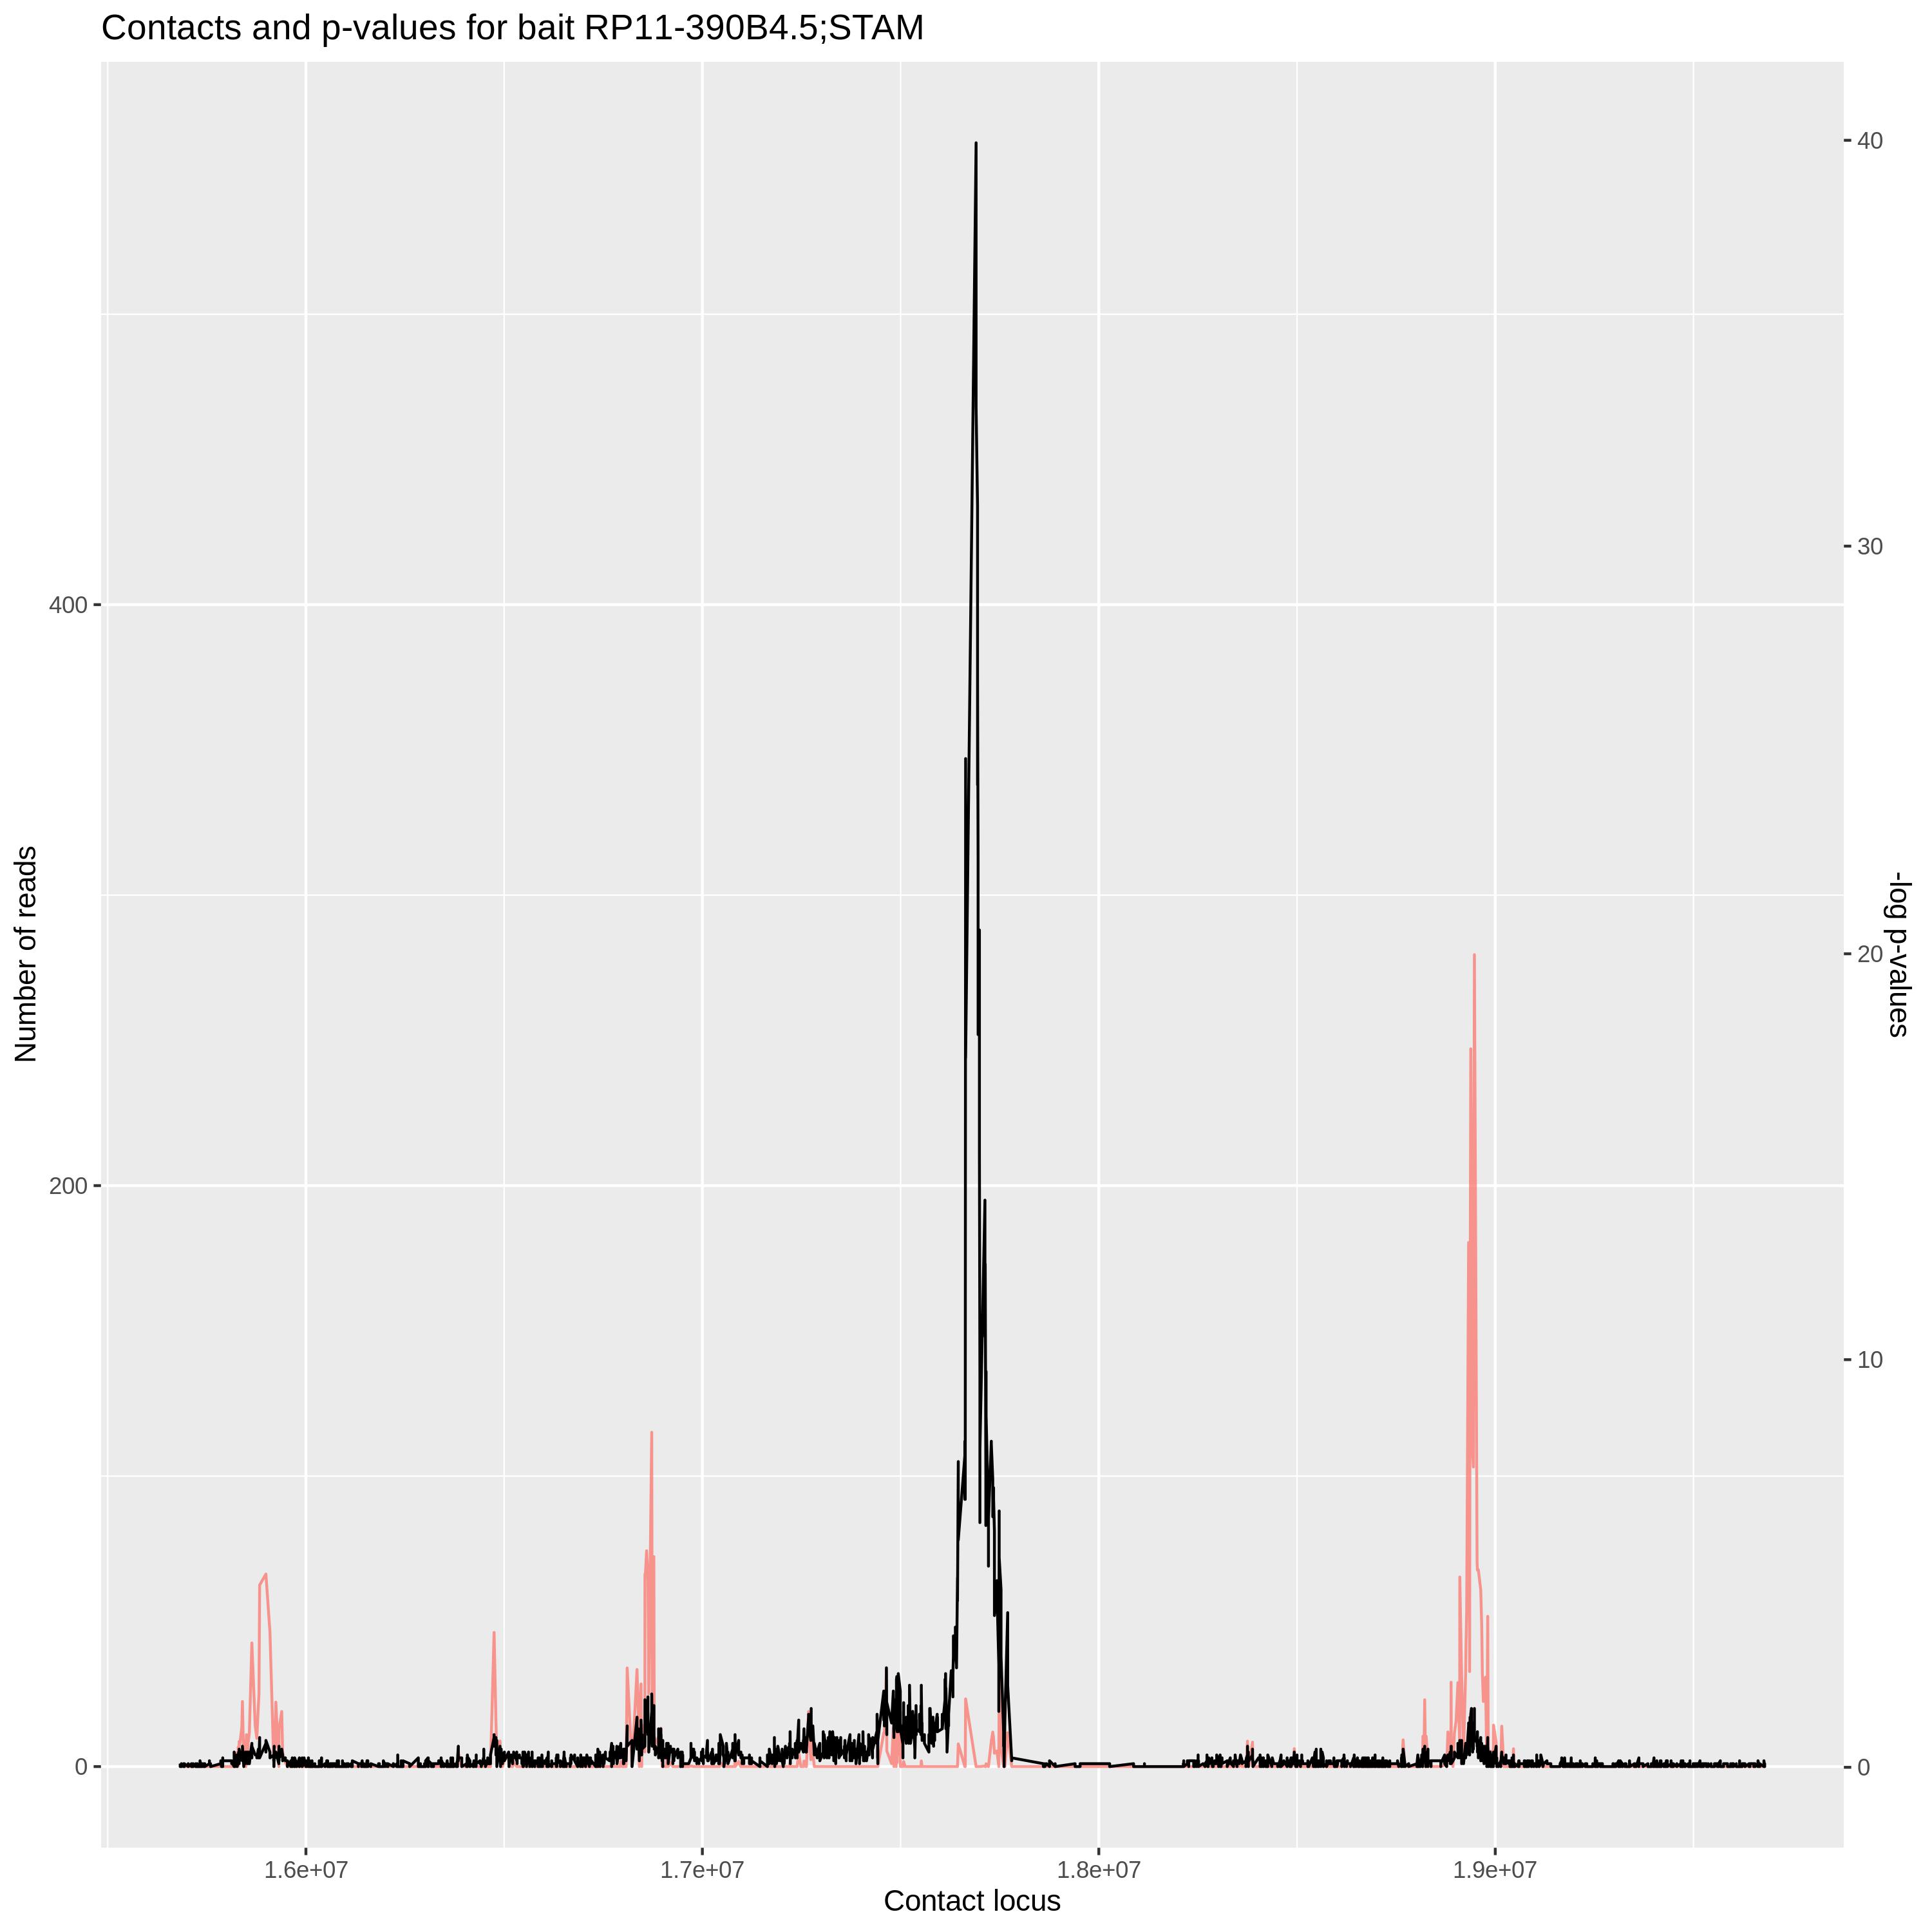 Contacts and p-values for bait RP11-390B4.5;STAM
40
30
400
Number of reads
-log p-values
20
200
10
0
0
1.6e+07
1.7e+07
1.8e+07
1.9e+07
Contact locus